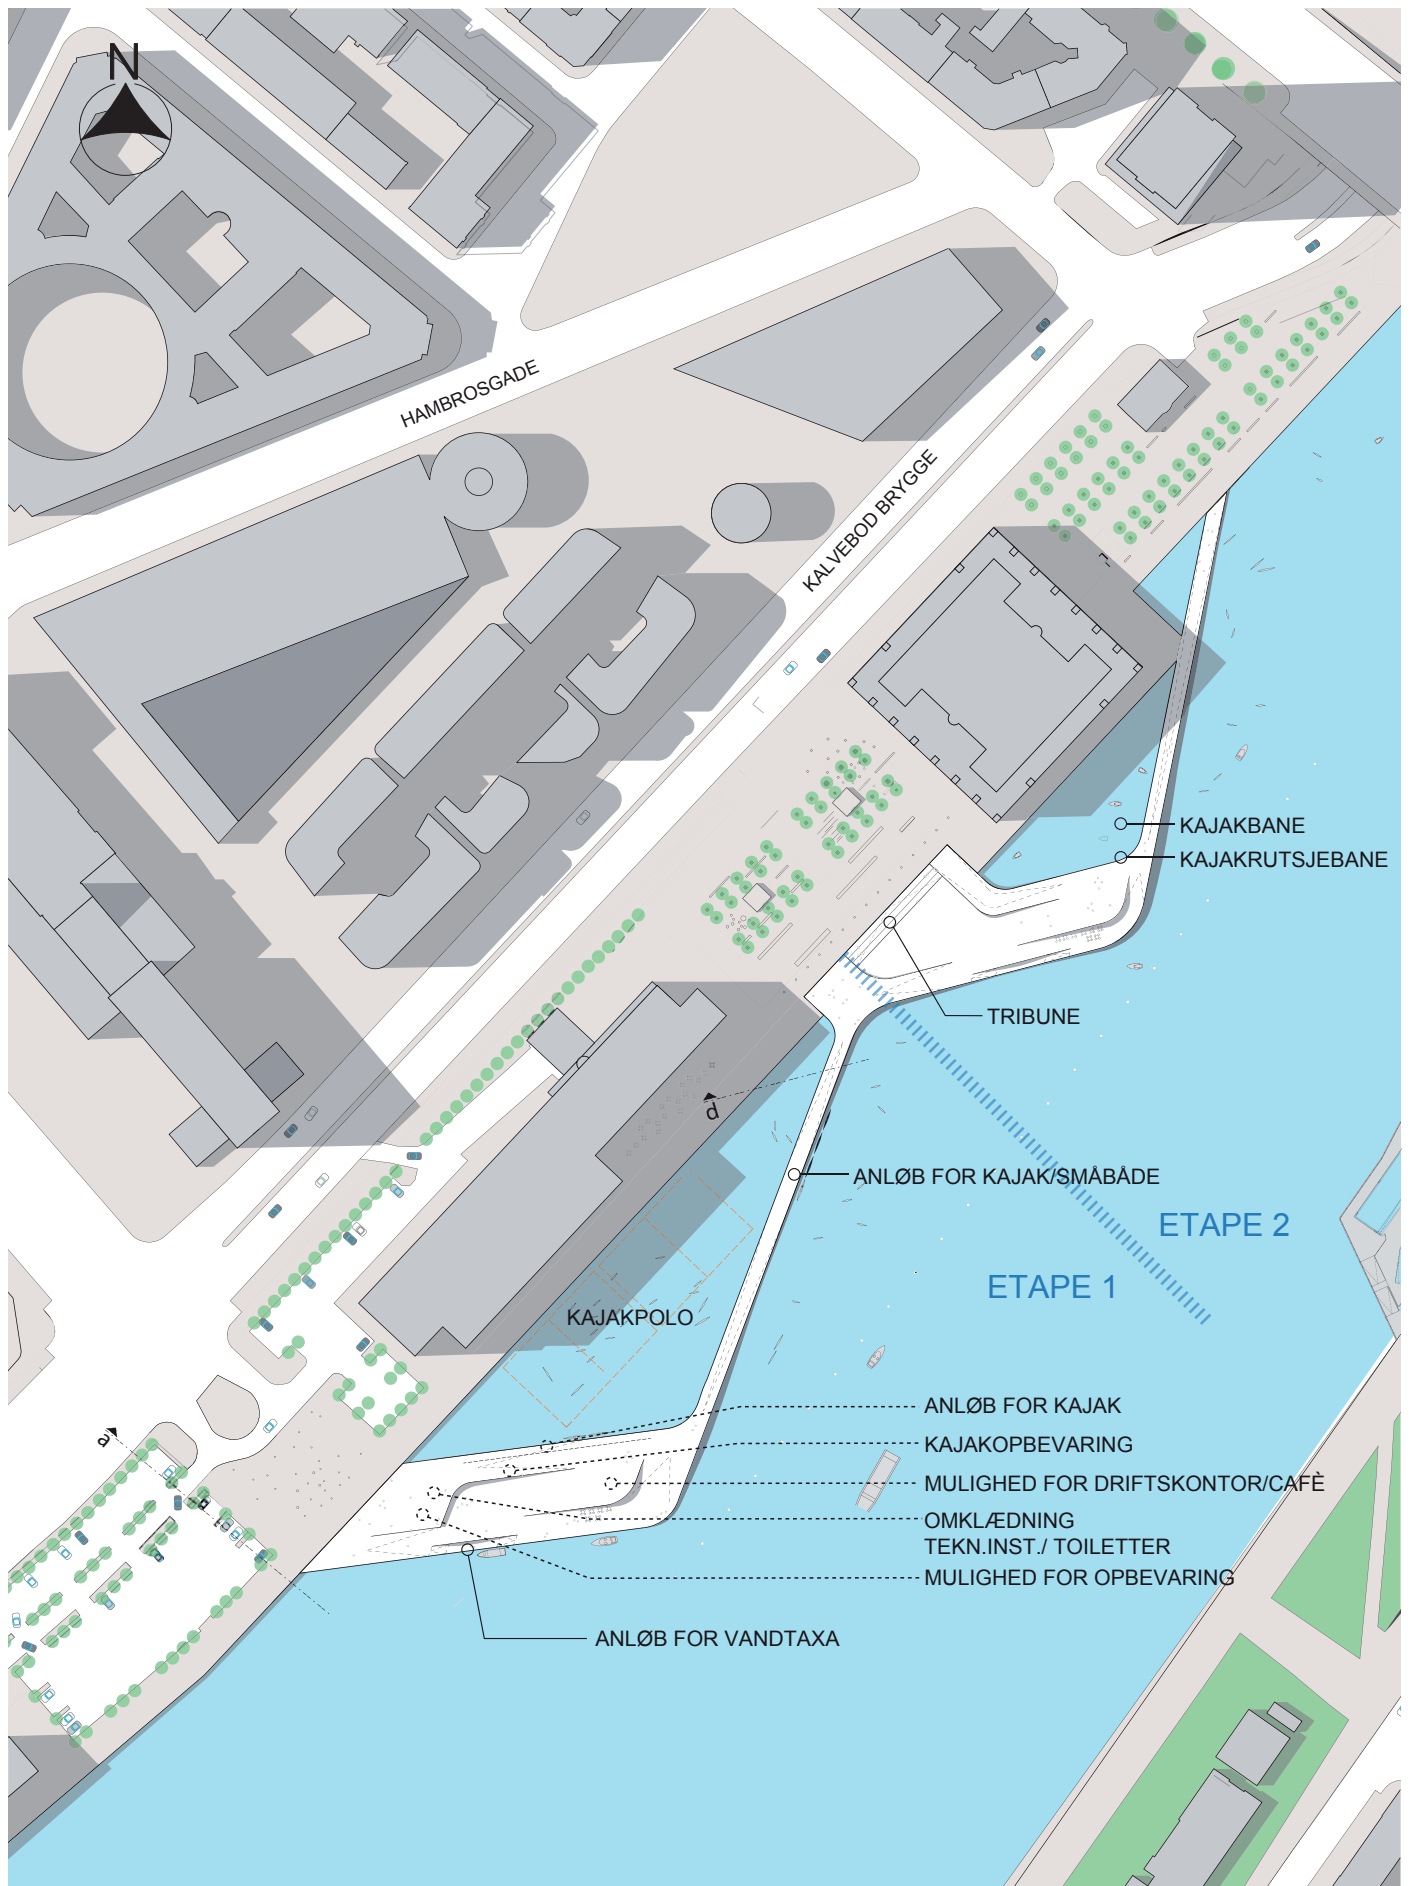 N
HAMBROSGADE
KALVEBOD BRYGGE
KAJAKBANE
KAJAKRUTSJEBANE
TRIBUNE
d
ANLØB FOR KAJAK/SMÅBÅDE
ETAPE 2
ETAPE 1
KAJAKPOLO
ANLØB FOR KAJAK
a
KAJAKOPBEVARING
MULIGHED FOR DRIFTSKONTOR/CAFÈ
OMKLÆDNING
TEKN.INST./ TOILETTER
MULIGHED FOR OPBEVARING
ANLØB FOR VANDTAXA